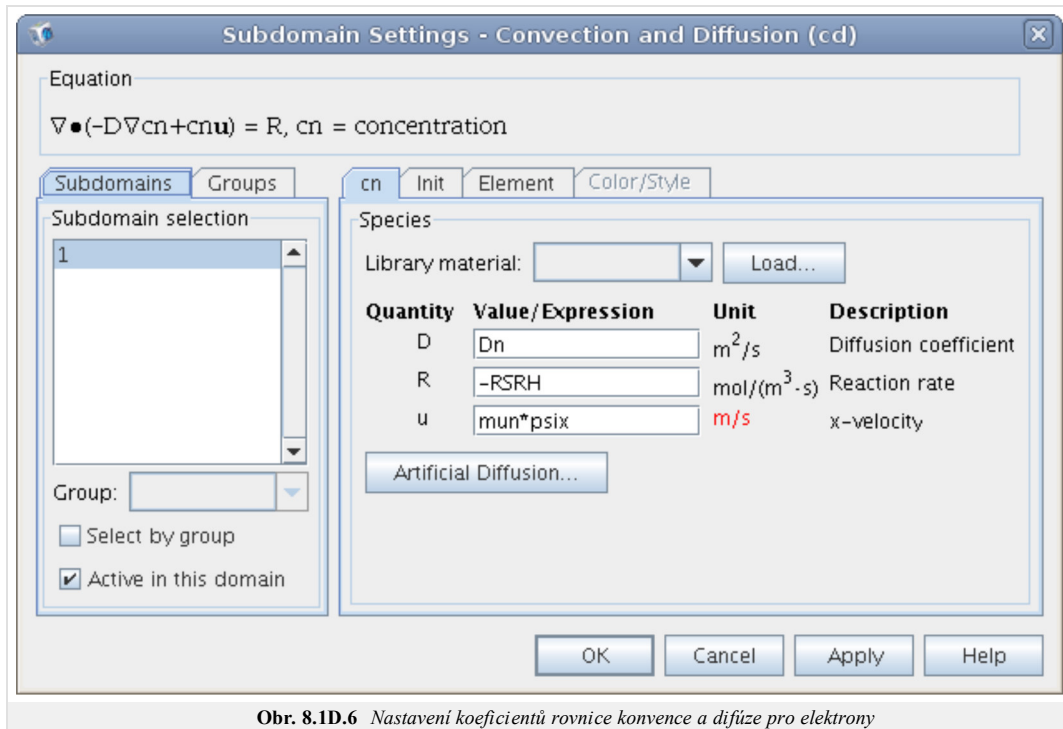 Subdomain Settings - Convection and Diffusion (cd)
Equation
∇•(-D∇cn+cnu) = R, cn = concentration
Subdomains Groups
cn Init Element Color/Style
Subdomain selection
1
Species
Library material: Load...
Quantity Value/Expression Unit Description
D Dn m²/s Diffusion coefficient
R -RSRH mol/(m³·s) Reaction rate
u mun*psix m/s x-velocity
Artificial Diffusion...
Group:
Select by group
Active in this domain
OK Cancel Apply Help
Obr. 8.1D.6 Nastavení koeficientů rovnice konvence a difúze pro elektrony